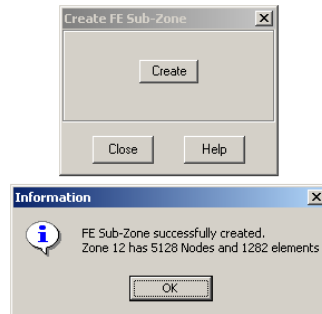 Create FE Sub-Zone
Create
Close
Help
Information
FE Sub-Zone successfully created.
Zone 12 has 5128 Nodes and 1282 elements
OK